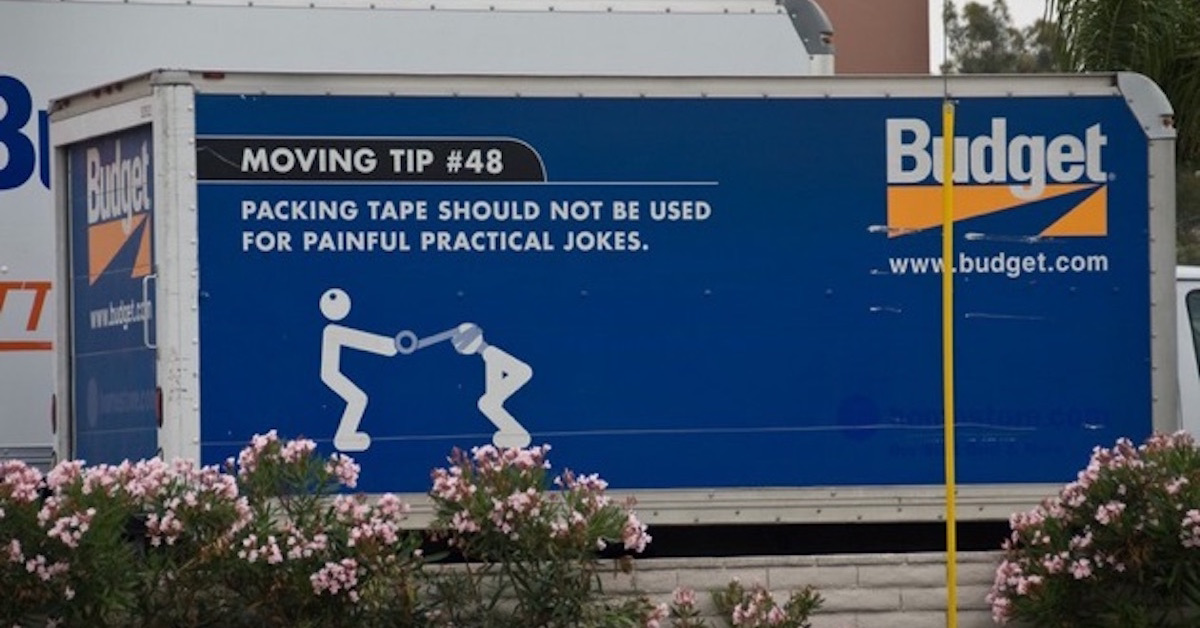 MOVING TIP #48
PACKING TAPE SHOULD NOT BE USED
FOR PAINFUL PRACTICAL JOKES.
Budget
www.budget.com
Budget
www.budget.com